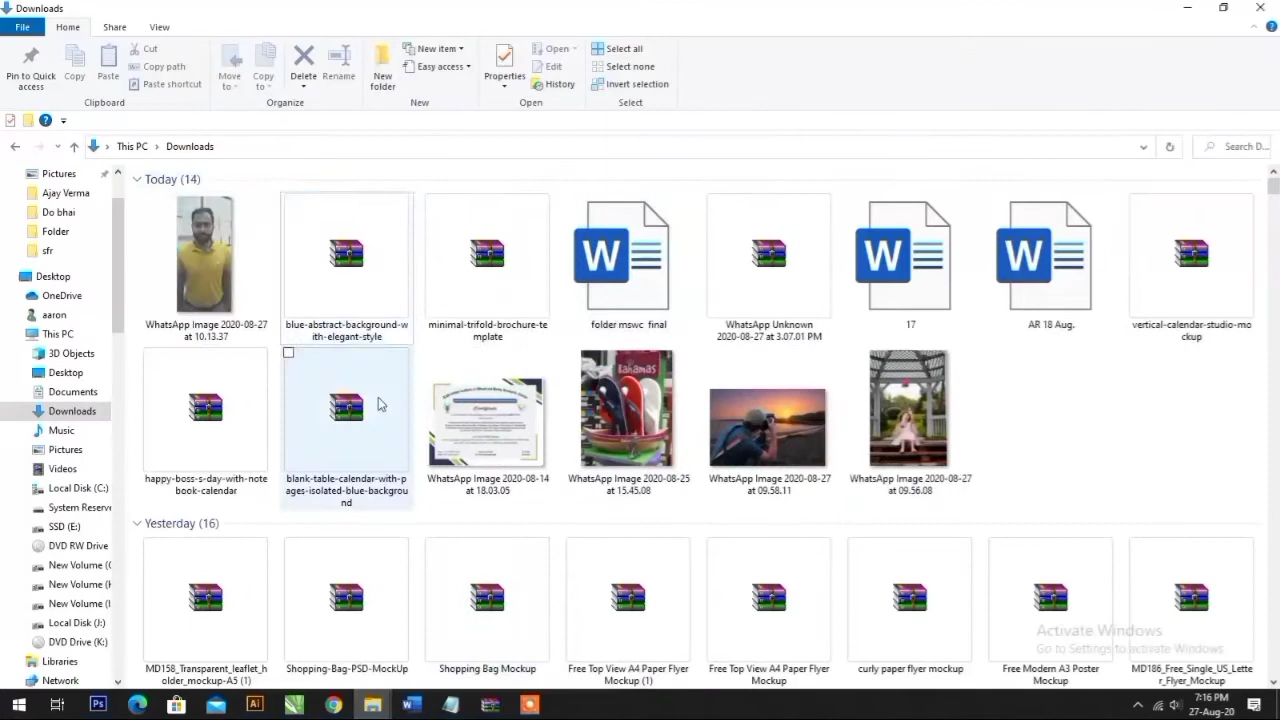 Downloads
File Home Share View
Pin to Quick access
Copy
Paste
Cut
Copy path
Paste shortcut
Clipboard
Move to
Copy to
Delete
Rename
Organize
New folder
New item
Easy access
New
Properties
Open
Edit
History
Open
Select all
Select none
Invert selection
Select
This PC > Downloads
Search D...
Pictures
Ajay Verma
Do bhai
Folder
sfr
Desktop
OneDrive
aaron
This PC
3D Objects
Desktop
Documents
Downloads
Music
Pictures
Videos
Local Disk (C:)
System Reserve
SSD (E:)
DVD RW Drive
New Volume (
New Volume (
New Volume (
Local Disk (J:)
DVD Drive (K:)
Libraries
Network
Today (14)
WhatsApp Image 2020-08-27
at 10.13.37
blue-abstract-background-w
ith-elegant-style
minimal-trifold-brochure-te
mplate
folder mswc final
WhatsApp Unknown
2020-08-27 at 3.07.01 PM
17
AR 18 Aug.
vertical-calendar-studio-mo
ckup
happy-boss-s-day-with-note
book-calendar
blank-table-calendar-with-p
ages-isolated-blue-backgrou
nd
WhatsApp Image 2020-08-14
at 18.03.05
WhatsApp Image 2020-08-25
at 15.45.08
WhatsApp Image 2020-08-27
at 09.58.11
WhatsApp Image 2020-08-27
at 09.56.08
Yesterday (16)
MD158_Transparent_leaflet_h
older_mockup-A5 (1)
Shopping-Bag-PSD-MockUp
Shopping Bag Mockup
Free Top View A4 Paper Flyer
Mockup (1)
Free Top View A4 Paper Flyer
Mockup
curly paper flyer mockup
Free Modern A3 Poster
Mockup
MD186_Free_Single_US_Lette
r_Flyer_Mockup
Activate Windows
Go to Settings to activate Windows.
7:16 PM
27-Aug-20